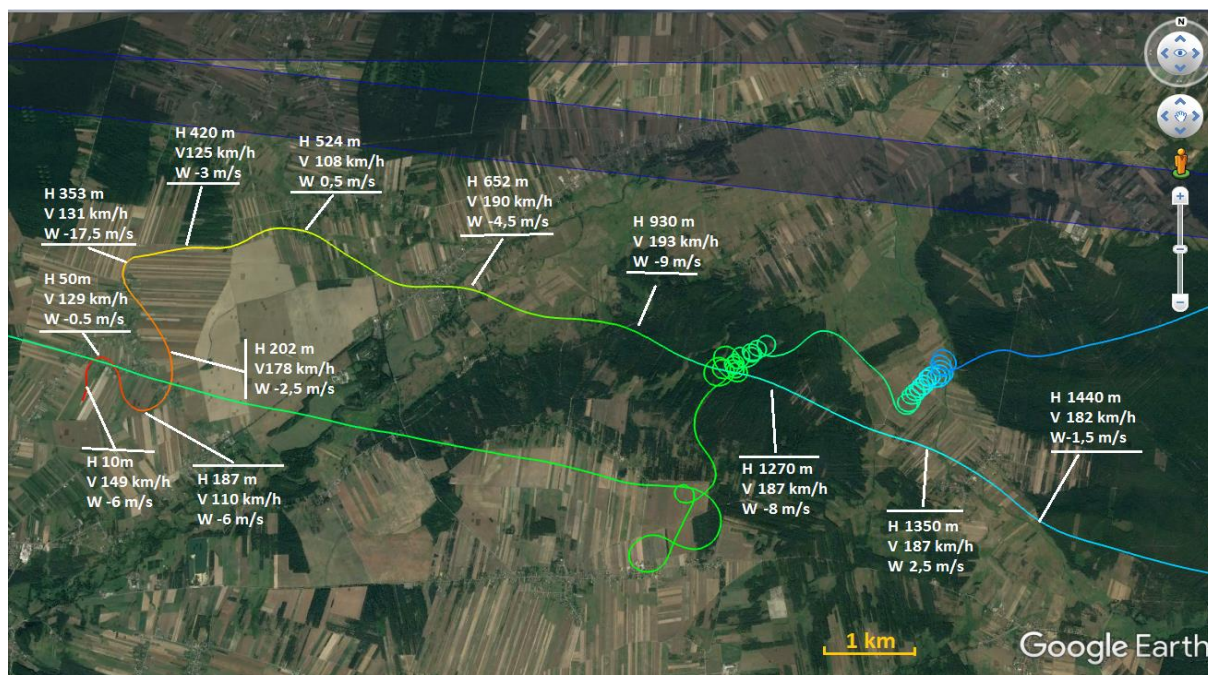 N
H 420 m
V125 km/h
W -3 m/s
H 524 m
V 108 km/h
W 0,5 m/s
H 353 m
V 131 km/h
W -17,5 m/s
H 652 m
V 190 km/h
W -4,5 m/s
H 930 m
V 193 km/h
W -9 m/s
H 50m
V 129 km/h
W -0.5 m/s
H 202 m
V178 km/h
W -2,5 m/s
H 1440 m
V 182 km/h
W-1,5 m/s
H 10m
V 149 km/h
W -6 m/s
H 187 m
V 110 km/h
W -6 m/s
H 1270 m
V 187 km/h
W -8 m/s
H 1350 m
V 187 km/h
W 2,5 m/s
1 km
Google Earth